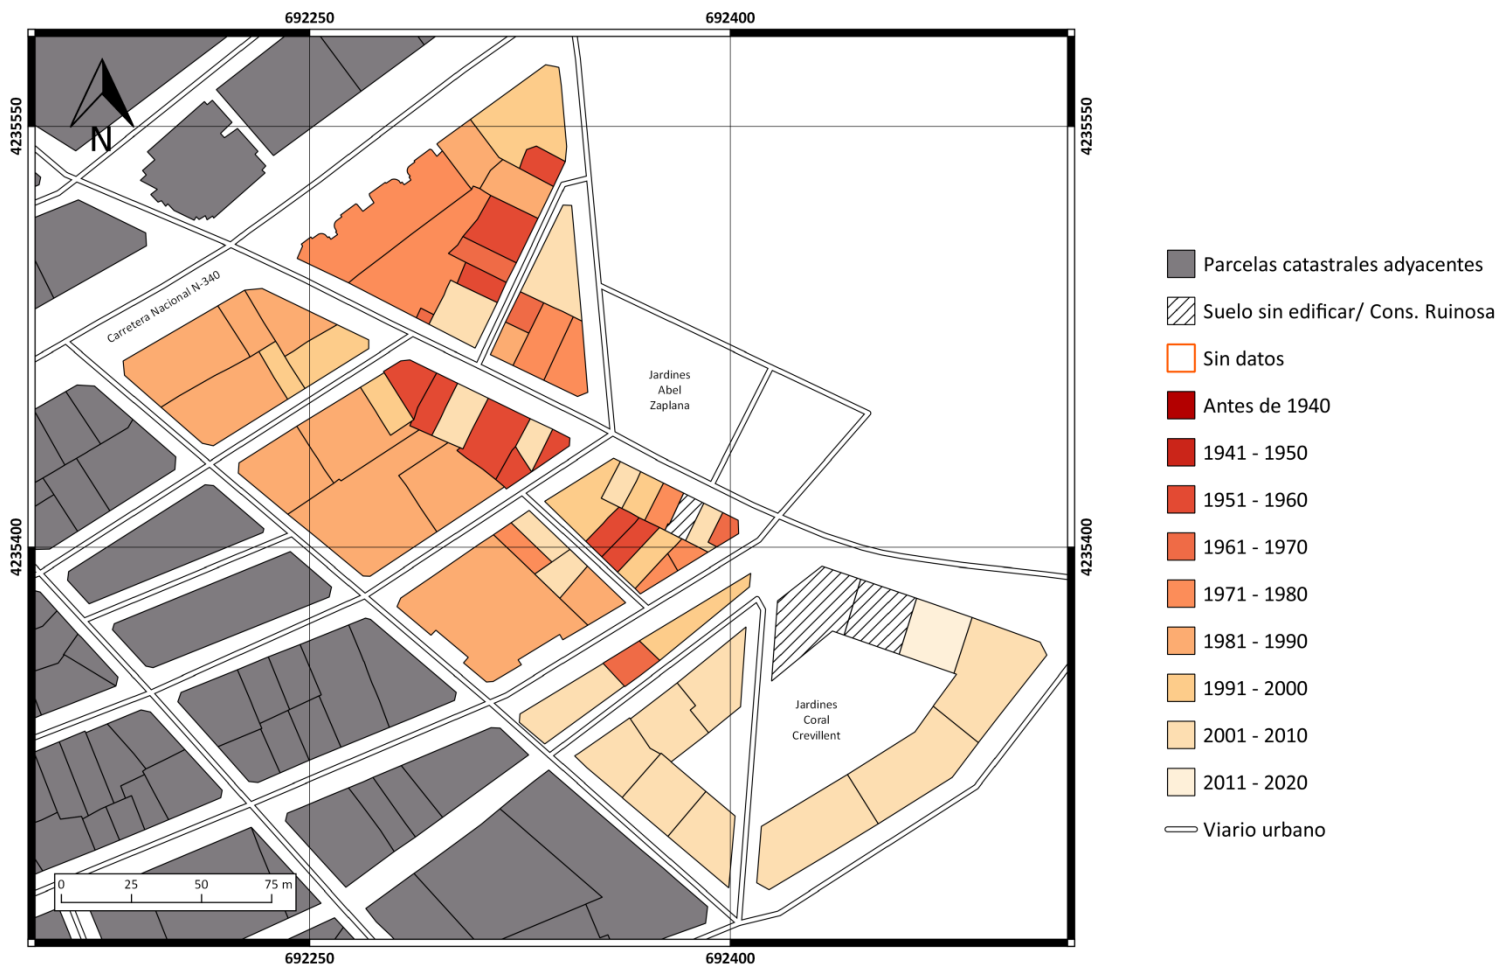 692250
692400
4235550
4235550
N
Carretera Nacional N-340
Jardines
Abel
Zaplana
4235400
4235400
Jardines
Coral
Crevillent
0
25
50
75 m
692250
692400
Parcelas catastrales adyacentes
Suelo sin edificar/ Cons. Ruinosa
Sin datos
Antes de 1940
1941 - 1950
1951 - 1960
1961 - 1970
1971 - 1980
1981 - 1990
1991 - 2000
2001 - 2010
2011 - 2020
Viario urbano